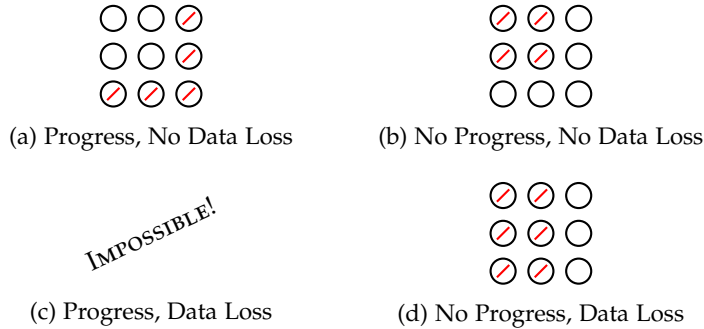 (a) Progress, No Data Loss
(b) No Progress, No Data Loss
IMPOSSIBLE!
(c) Progress, Data Loss
(d) No Progress, Data Loss